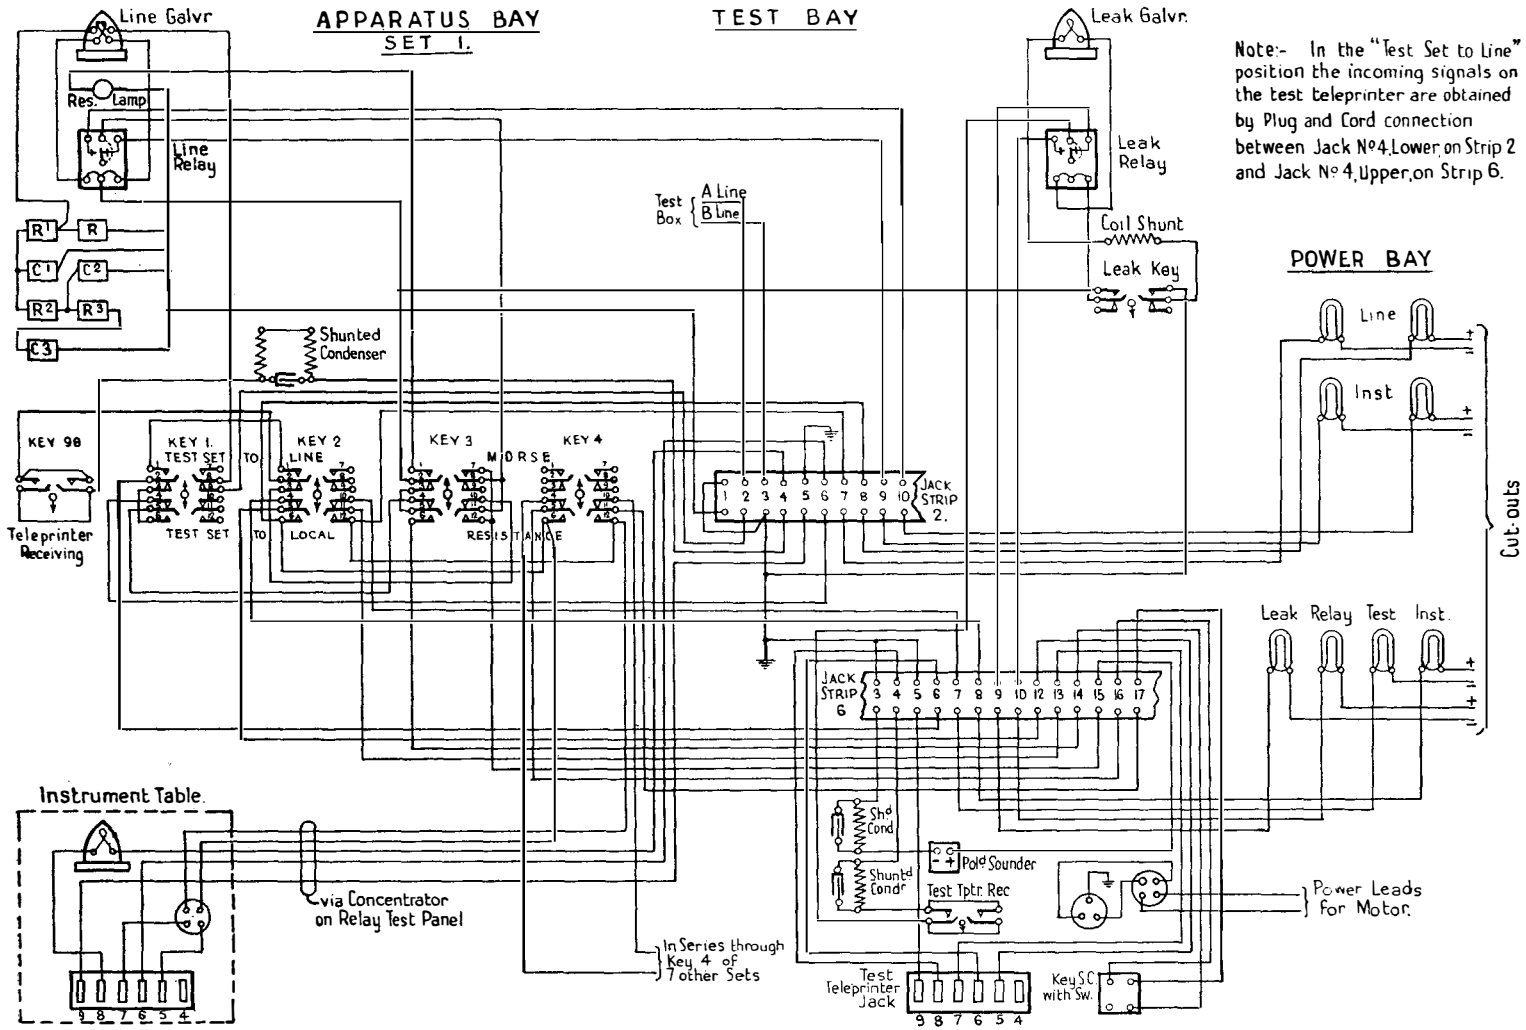 Line Galvr.
APPARATUS BAY
SET 1.
TEST BAY
Leak Galvr.
Note:- In the "Test Set to Line"
position the incoming signals on
the test teleprinter are obtained
by Plug and Cord connection
between Jack Nº4, Lower, on Strip 2
and Jack Nº 4, Upper, on Strip 6.
Res. Lamp
Line
Relay
Leak
Relay
Test
Box
A Line
B Line
R1
R
C1
C2
R2
R3
C3
Coil Shunt
Leak Key
POWER BAY
Line
+
-
Inst
+
-
Cut-outs
Shunted
Condenser
KEY 98
KEY 1.
KEY 2
KEY 3
KEY 4
TEST SET TO LINE
MORSE
TEST SET TO LOCAL
RESISTANCE
Teleprinter
Receiving
1 2 3 4 5 6 7 8 9 10
JACK
STRIP
2.
Leak Relay Test Inst.
+
-
+
-
JACK
STRIP
6
3 4 5 6 7 8 9 10 12 13 14 15 16 17
Instrument Table.
via Concentrator
on Relay Test Panel
Shd
Cond
Shuntd
Condr
- +
Pold Sounder
Test Tptr. Rec
Power Leads
for Motor.
In Series through
Key 4 of
7 other Sets
Test
Teleprinter
Jack
Key S.C.
with Sw.
9 8 7 6 5 4
9 8 7 6 5 4